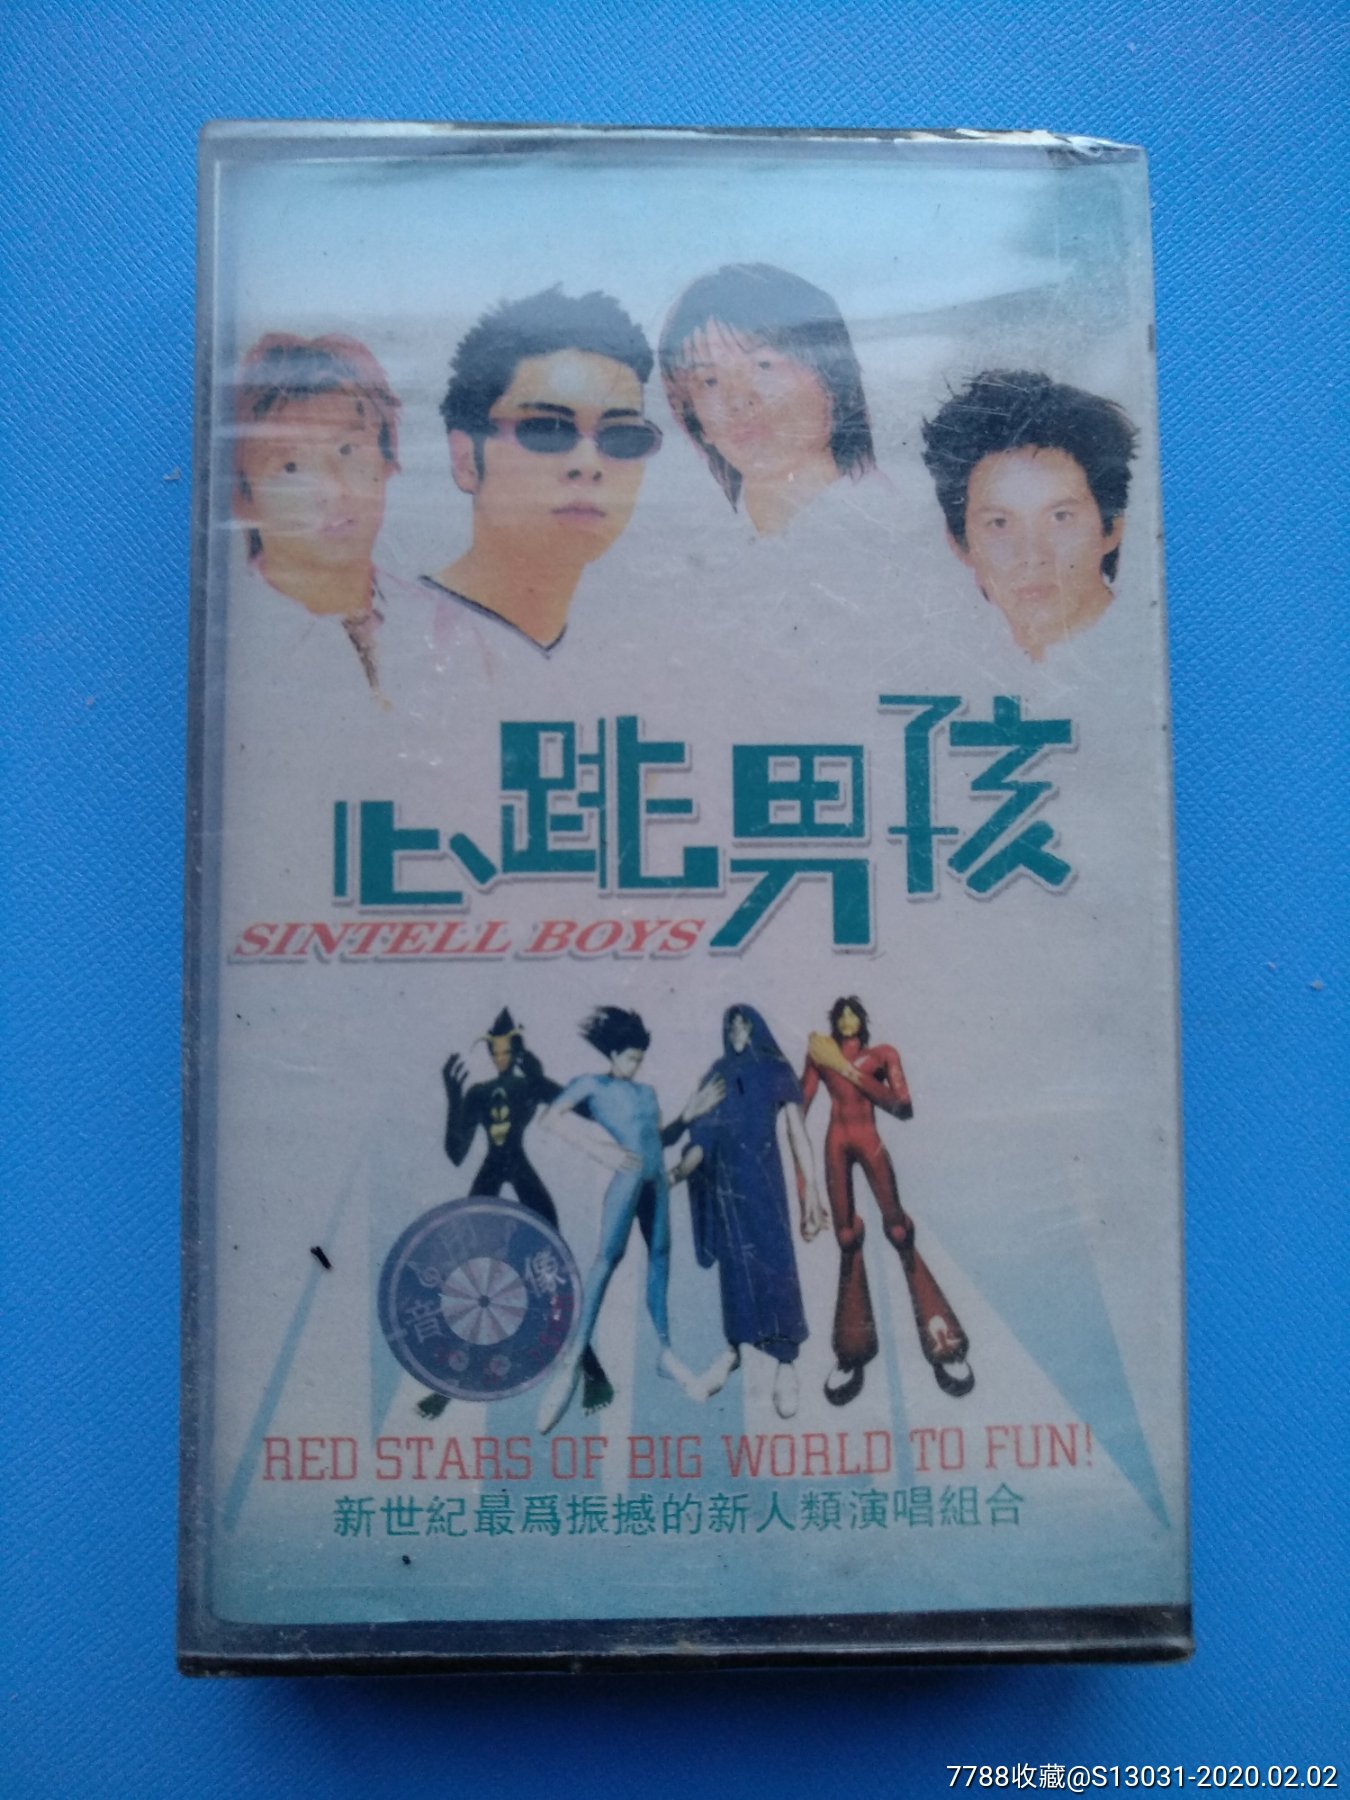 心跳男孩
SINTELL BOYS
音像
RED STARS OF BIG WORLD TO FUN!
新世紀最爲振撼的新人類演唱組合
7788收藏@S13031-2020.02.02